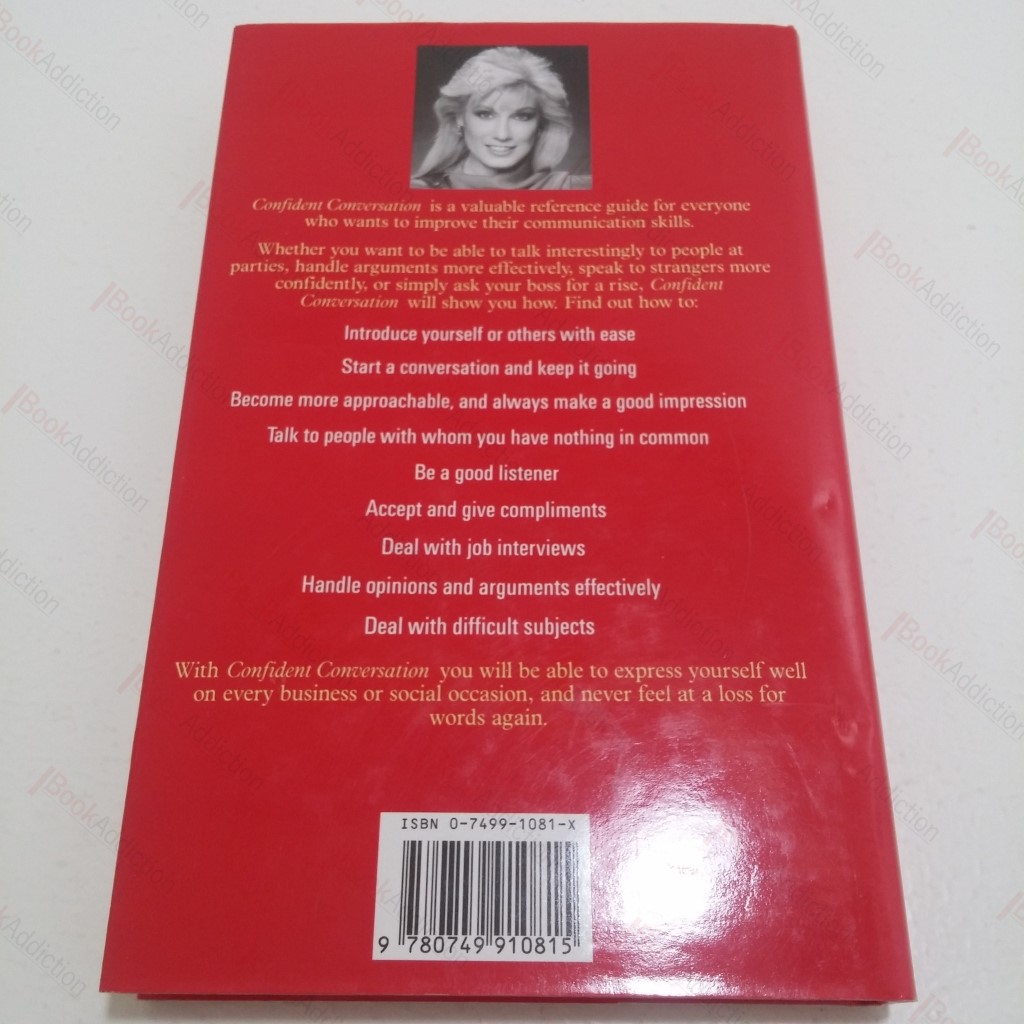 Confident Conversation is a valuable reference guide for everyone
who wants to improve their communication skills.
Whether you want to be able to talk interestingly to people at
parties, handle arguments more effectively, speak to strangers more
confidently, or simply ask your boss for a rise, Confident
Conversation will show you how. Find out how to:
Introduce yourself or others with ease
Start a conversation and keep it going
Become more approachable, and always make a good impression
Talk to people with whom you have nothing in common
Be a good listener
Accept and give compliments
Deal with job interviews
Handle opinions and arguments effectively
Deal with difficult subjects
With Confident Conversation you will be able to express yourself well
on every business or social occasion, and never feel at a loss for
words again.
ISBN 0-7499-1081-X
9 780749 910815
BookAddiction